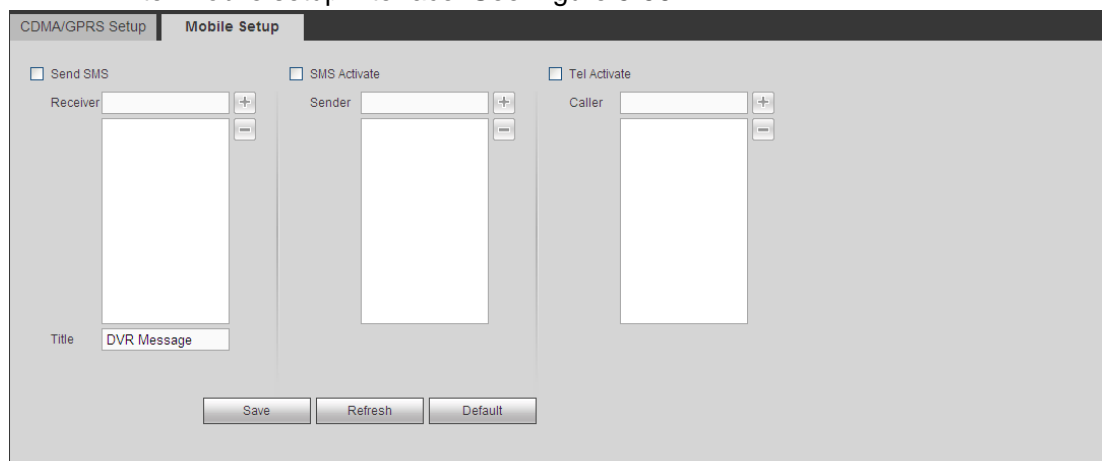 CDMA/GPRS Setup Mobile Setup
Send SMS SMS Activate Tel Activate
Receiver Sender Caller
Title DVR Message
Save Refresh Default